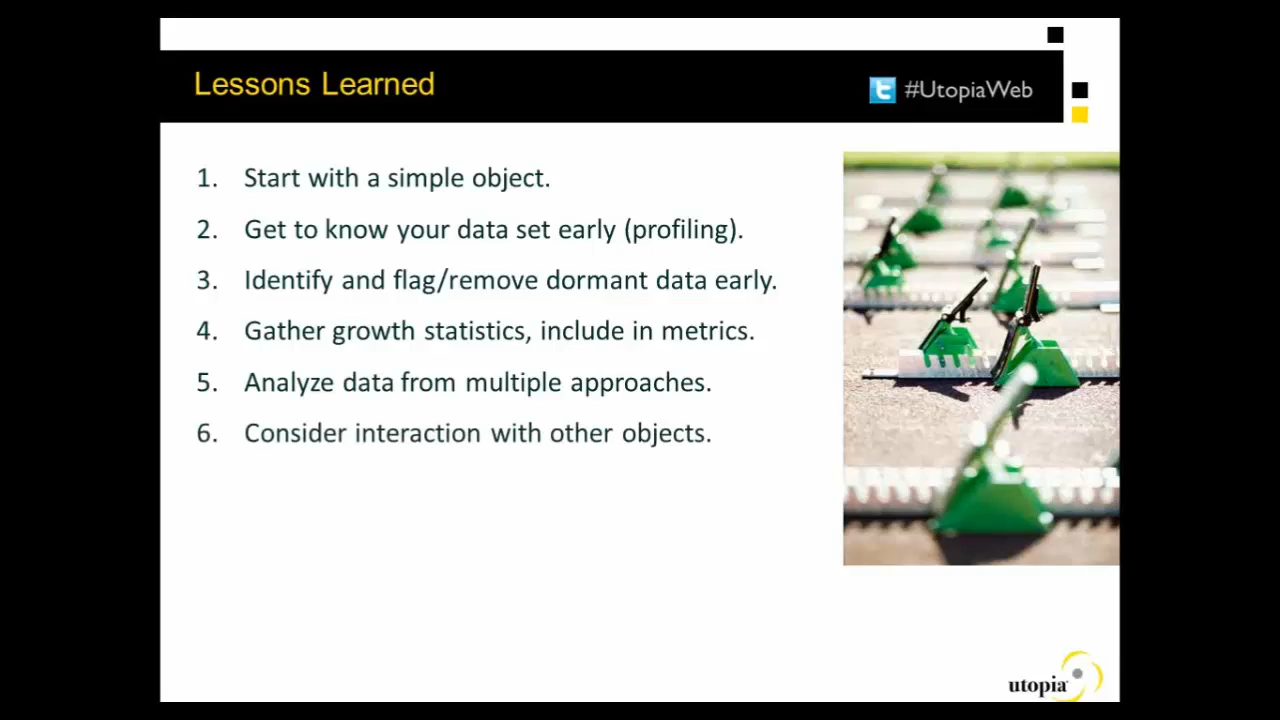 Lessons Learned
#UtopiaWeb
1. Start with a simple object.
2. Get to know your data set early (profiling).
3. Identify and flag/remove dormant data early.
4. Gather growth statistics, include in metrics.
5. Analyze data from multiple approaches.
6. Consider interaction with other objects.
utopia